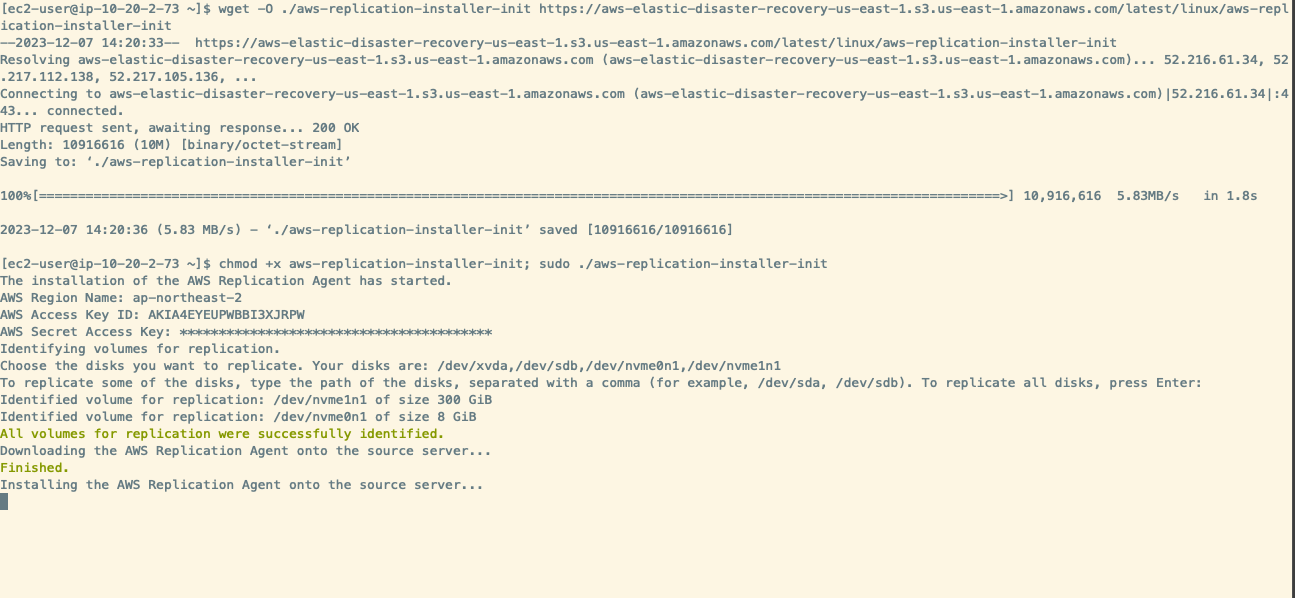 [ec2-user@ip-10-20-2-73 ~]$ wget -O ./aws-replication-installer-init https://aws-elastic-disaster-recovery-us-east-1.s3.us-east-1.amazonaws.com/latest/linux/aws-repl
ication-installer-init
--2023-12-07 14:20:33--  https://aws-elastic-disaster-recovery-us-east-1.s3.us-east-1.amazonaws.com/latest/linux/aws-replication-installer-init
Resolving aws-elastic-disaster-recovery-us-east-1.s3.us-east-1.amazonaws.com (aws-elastic-disaster-recovery-us-east-1.s3.us-east-1.amazonaws.com)... 52.216.61.34, 52
.217.112.138, 52.217.105.136, ...
Connecting to aws-elastic-disaster-recovery-us-east-1.s3.us-east-1.amazonaws.com (aws-elastic-disaster-recovery-us-east-1.s3.us-east-1.amazonaws.com)|52.216.61.34|:4
43... connected.
HTTP request sent, awaiting response... 200 OK
Length: 10916616 (10M) [binary/octet-stream]
Saving to: ‘./aws-replication-installer-init’
100%[===========================================================================================================================>] 10,916,616  5.83MB/s   in 1.8s
2023-12-07 14:20:36 (5.83 MB/s) - ‘./aws-replication-installer-init’ saved [10916616/10916616]
[ec2-user@ip-10-20-2-73 ~]$ chmod +x aws-replication-installer-init; sudo ./aws-replication-installer-init
The installation of the AWS Replication Agent has started.
AWS Region Name: ap-northeast-2
AWS Access Key ID: AKIA4EYEUPWBBI3XJRPW
AWS Secret Access Key: ****************************************
Identifying volumes for replication.
Choose the disks you want to replicate. Your disks are: /dev/xvda,/dev/sdb,/dev/nvme0n1,/dev/nvme1n1
To replicate some of the disks, type the path of the disks, separated with a comma (for example, /dev/sda, /dev/sdb). To replicate all disks, press Enter:
Identified volume for replication: /dev/nvme1n1 of size 300 GiB
Identified volume for replication: /dev/nvme0n1 of size 8 GiB
All volumes for replication were successfully identified.
Downloading the AWS Replication Agent onto the source server...
Finished.
Installing the AWS Replication Agent onto the source server...